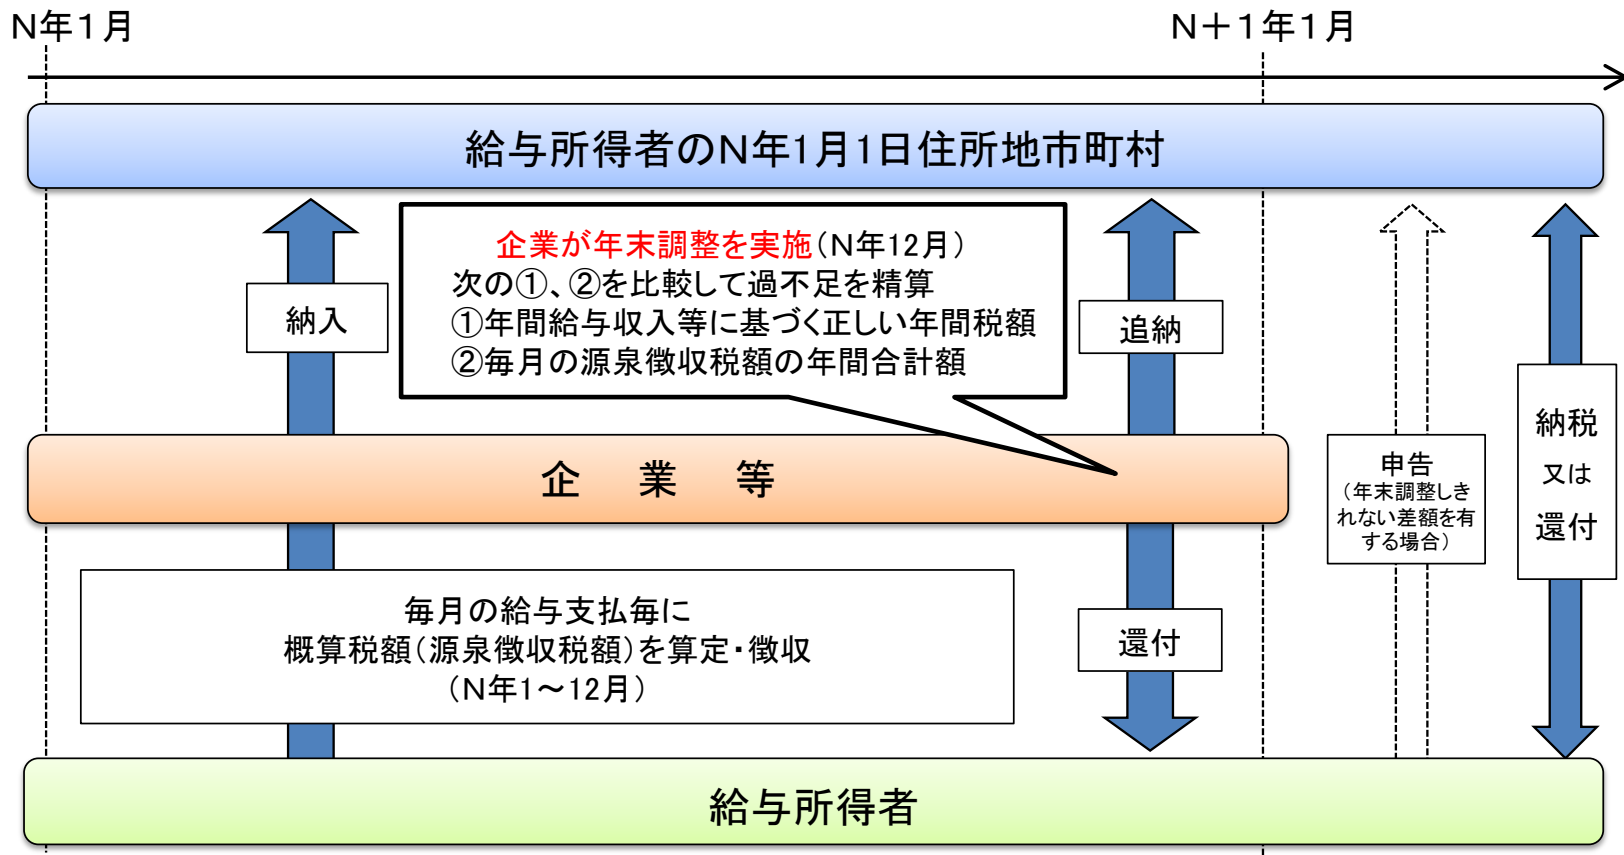 N年1月
N+1年1月
給与所得者のN年1月1日住所地市町村
企業が年末調整を実施(N年12月)
次の①、②を比較して過不足を精算
①年間給与収入等に基づく正しい年間税額
②毎月の源泉徴収税額の年間合計額
納入
追納
企 業 等
申告
(年末調整しき
れない差額を有
する場合)
納税
又は
還付
毎月の給与支払毎に
概算税額(源泉徴収税額)を算定・徴収
(N年1~12月)
還付
給与所得者